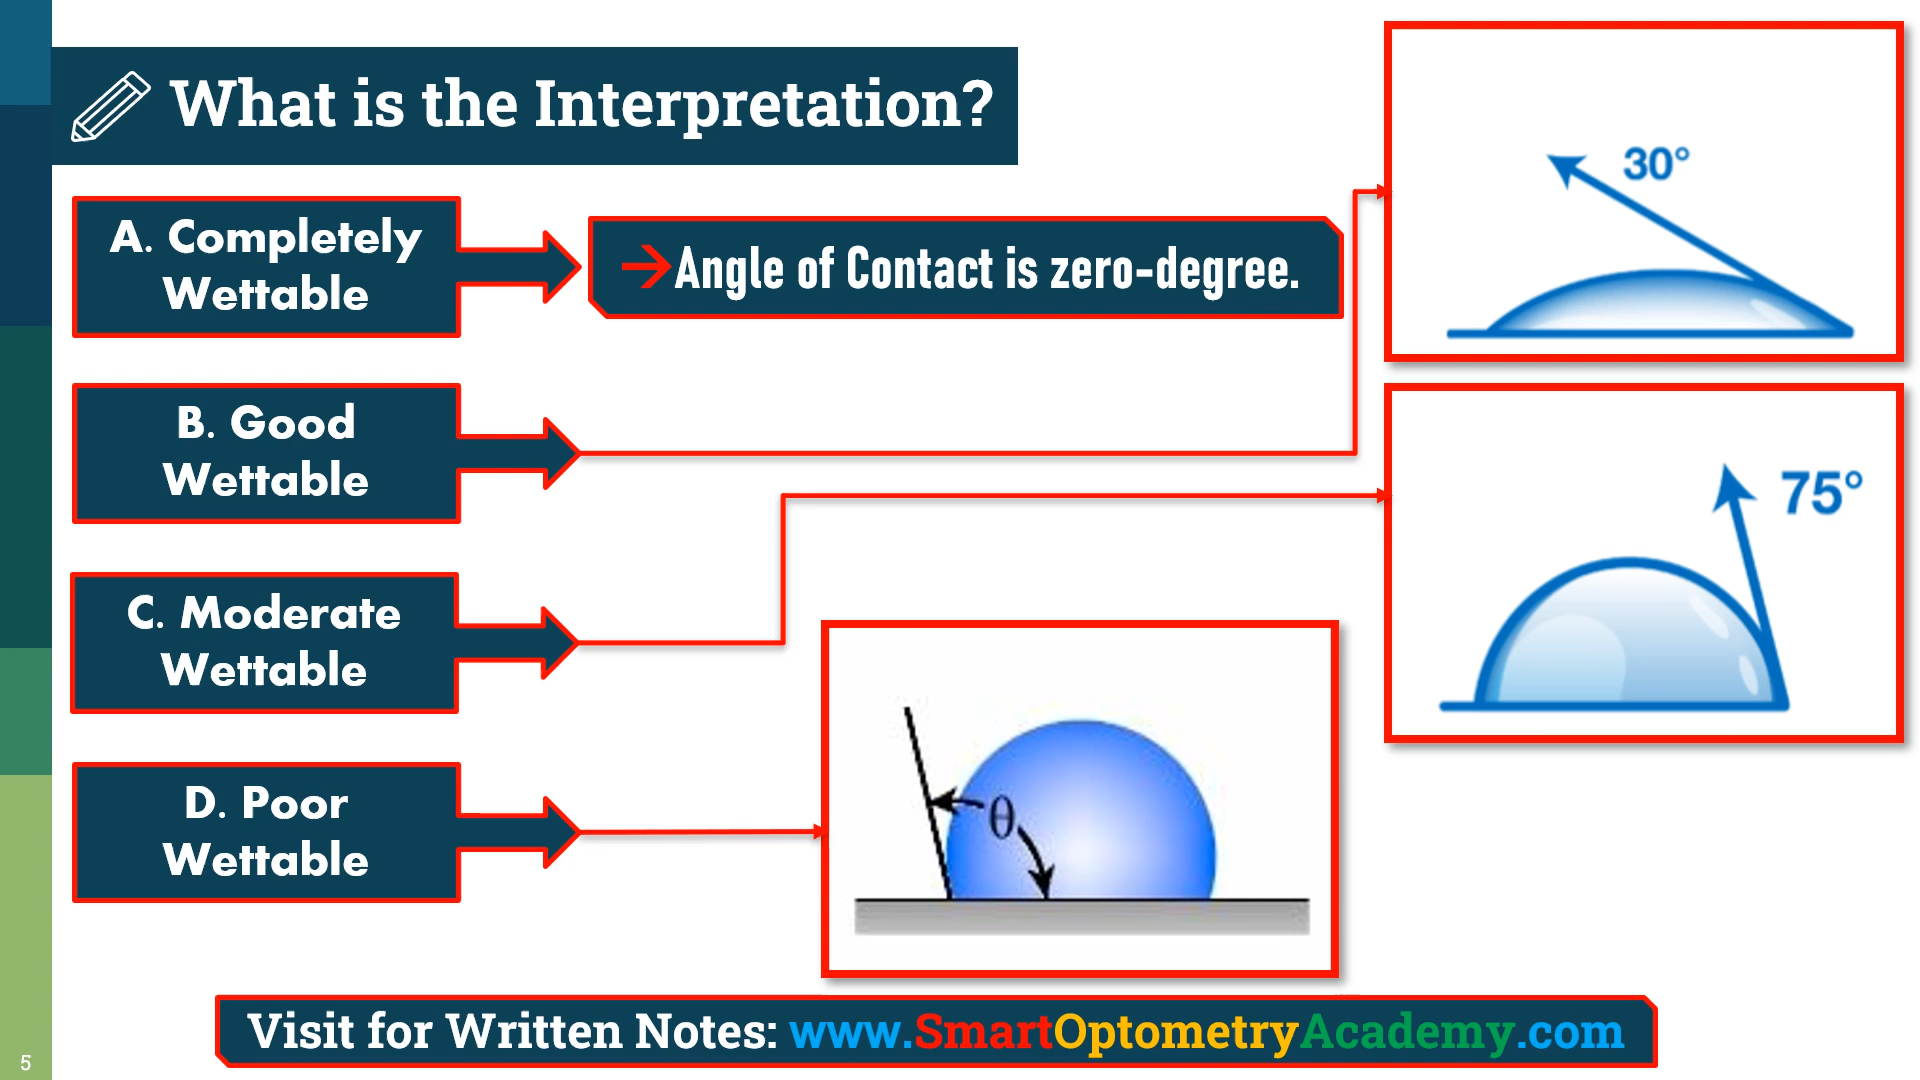 What is the Interpretation?
A. Completely
Wettable
→Angle of Contact is zero-degree.
B. Good
Wettable
C. Moderate
Wettable
D. Poor
Wettable
30°
75°
θ
Visit for Written Notes: www.SmartOptometryAcademy.com
5